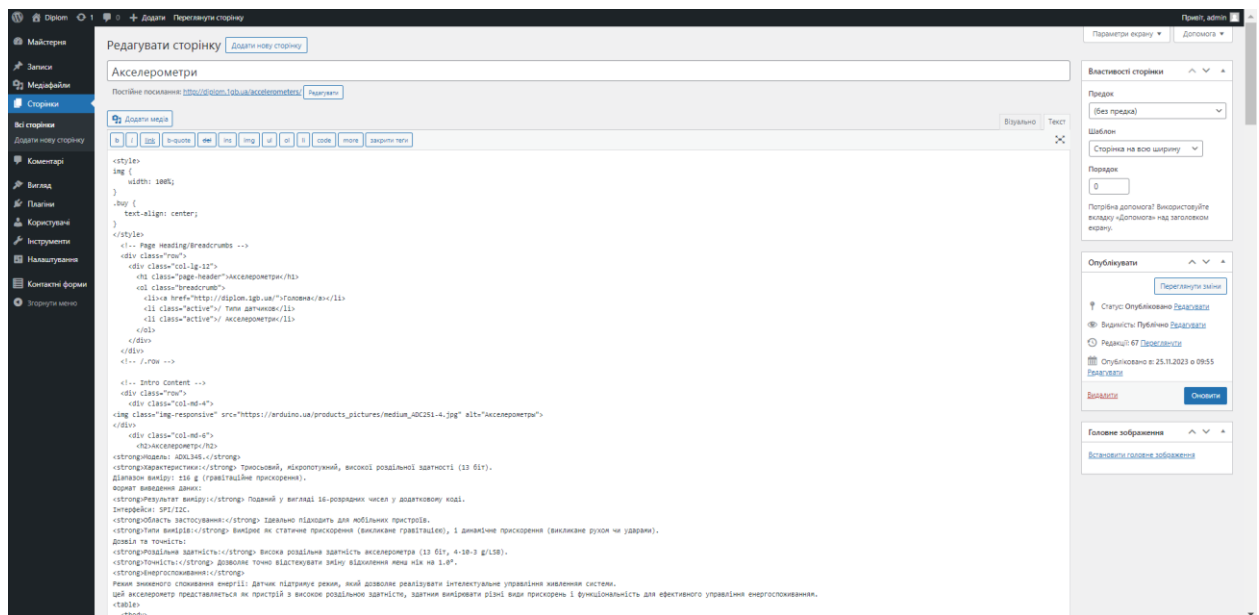 Diplom 1 0 + Додати Переглянути сторінку Привіт, admin
Параметри екрану ▼ Допомога ▼
Майстерня
Записи
Медіафайли
Сторінки
Всі сторінки
Додати нову сторінку
Коментарі
Вигляд
Плагіни
Користувачі
Інструменти
Налаштування
Контактні форми
Згорнути меню
Редагувати сторінку Додати нову сторінку
Акселерометри
Постійне посилання: http://diplom.1gb.ua/accelerometers/ Редагувати
Додати медіа
Візуально Текст
b i link b-quote del ins img ul ol li code more закрити теги
<style>
img {
width: 100%;
}
.buy {
text-align: center;
}
</style>
<!-- Page Heading/Breadcrumbs -->
<div class="row">
<div class="col-lg-12">
<h1 class="page-header">Акселерометри</h1>
<ol class="breadcrumb">
<li><a href="http://diplom.1gb.ua/">Головна</a></li>
<li class="active">/ Типи датчиков</li>
<li class="active">/ Акселерометри</li>
</ol>
</div>
</div>
<!-- /.row -->
<!-- Intro Content -->
<div class="row">
<div class="col-md-4">
<img class="img-responsive" src="https://arduino.ua/products_pictures/medium_ADC251-4.jpg" alt="Акселерометры">
</div>
<div class="col-md-6">
<h2>Акселерометр</h2>
<strong>Модель: ADXL345.</strong>
<strong>Характеристики:</strong> Триосьовий, мікропотужний, високої роздільної здатності (13 біт).
Діапазон виміру: ±16 g (гравітаційне прискорення).
Формат виведення даних:
<strong>Результат виміру:</strong> Поданий у вигляді 16-розрядних чисел у додатковому коді.
Інтерфейси: SPI/I2C.
<strong>Область застосування:</strong> Ідеально підходить для мобільних пристроїв.
<strong>Типи вимірів:</strong> Вимірює як статичне прискорення (викликане гравітацією), і динамічне прискорення (викликане рухом чи ударами).
Дозвіл та точність:
<strong>Роздільна здатність:</strong> Висока роздільна здатність акселерометра (13 біт, 4-10-3 g/LSB).
<strong>Точність:</strong> Дозволяє точно відстежувати зміну відхилення менш ніж на 1.0°.
<strong>Енергоспоживання:</strong>
Режим зниженого споживання енергії: Датчик підтримує режим, який дозволяє реалізувати інтелектуальне управління живленням системи.
Цей акселерометр представляється як пристрій з високою роздільною здатністю, здатним вимірювати різні види прискорень і функціональність для ефективного управління енергоспоживанням.
<table>
<tbody>
Властивості сторінки
Предок
(без предка)
Шаблон
Сторінка на всю ширину
Порядок
0
Потрібна допомога? Використовуйте
вкладку «Допомога» над заголовком
екрану.
Опублікувати
Переглянути зміни
Статус: Опубліковано Редагувати
Видимість: Публічно Редагувати
Редакції: 67 Переглянути
Опубліковано в: 25.11.2023 о 09:55
Редагувати
Видалити Оновити
Головне зображення
Встановити головне зображення